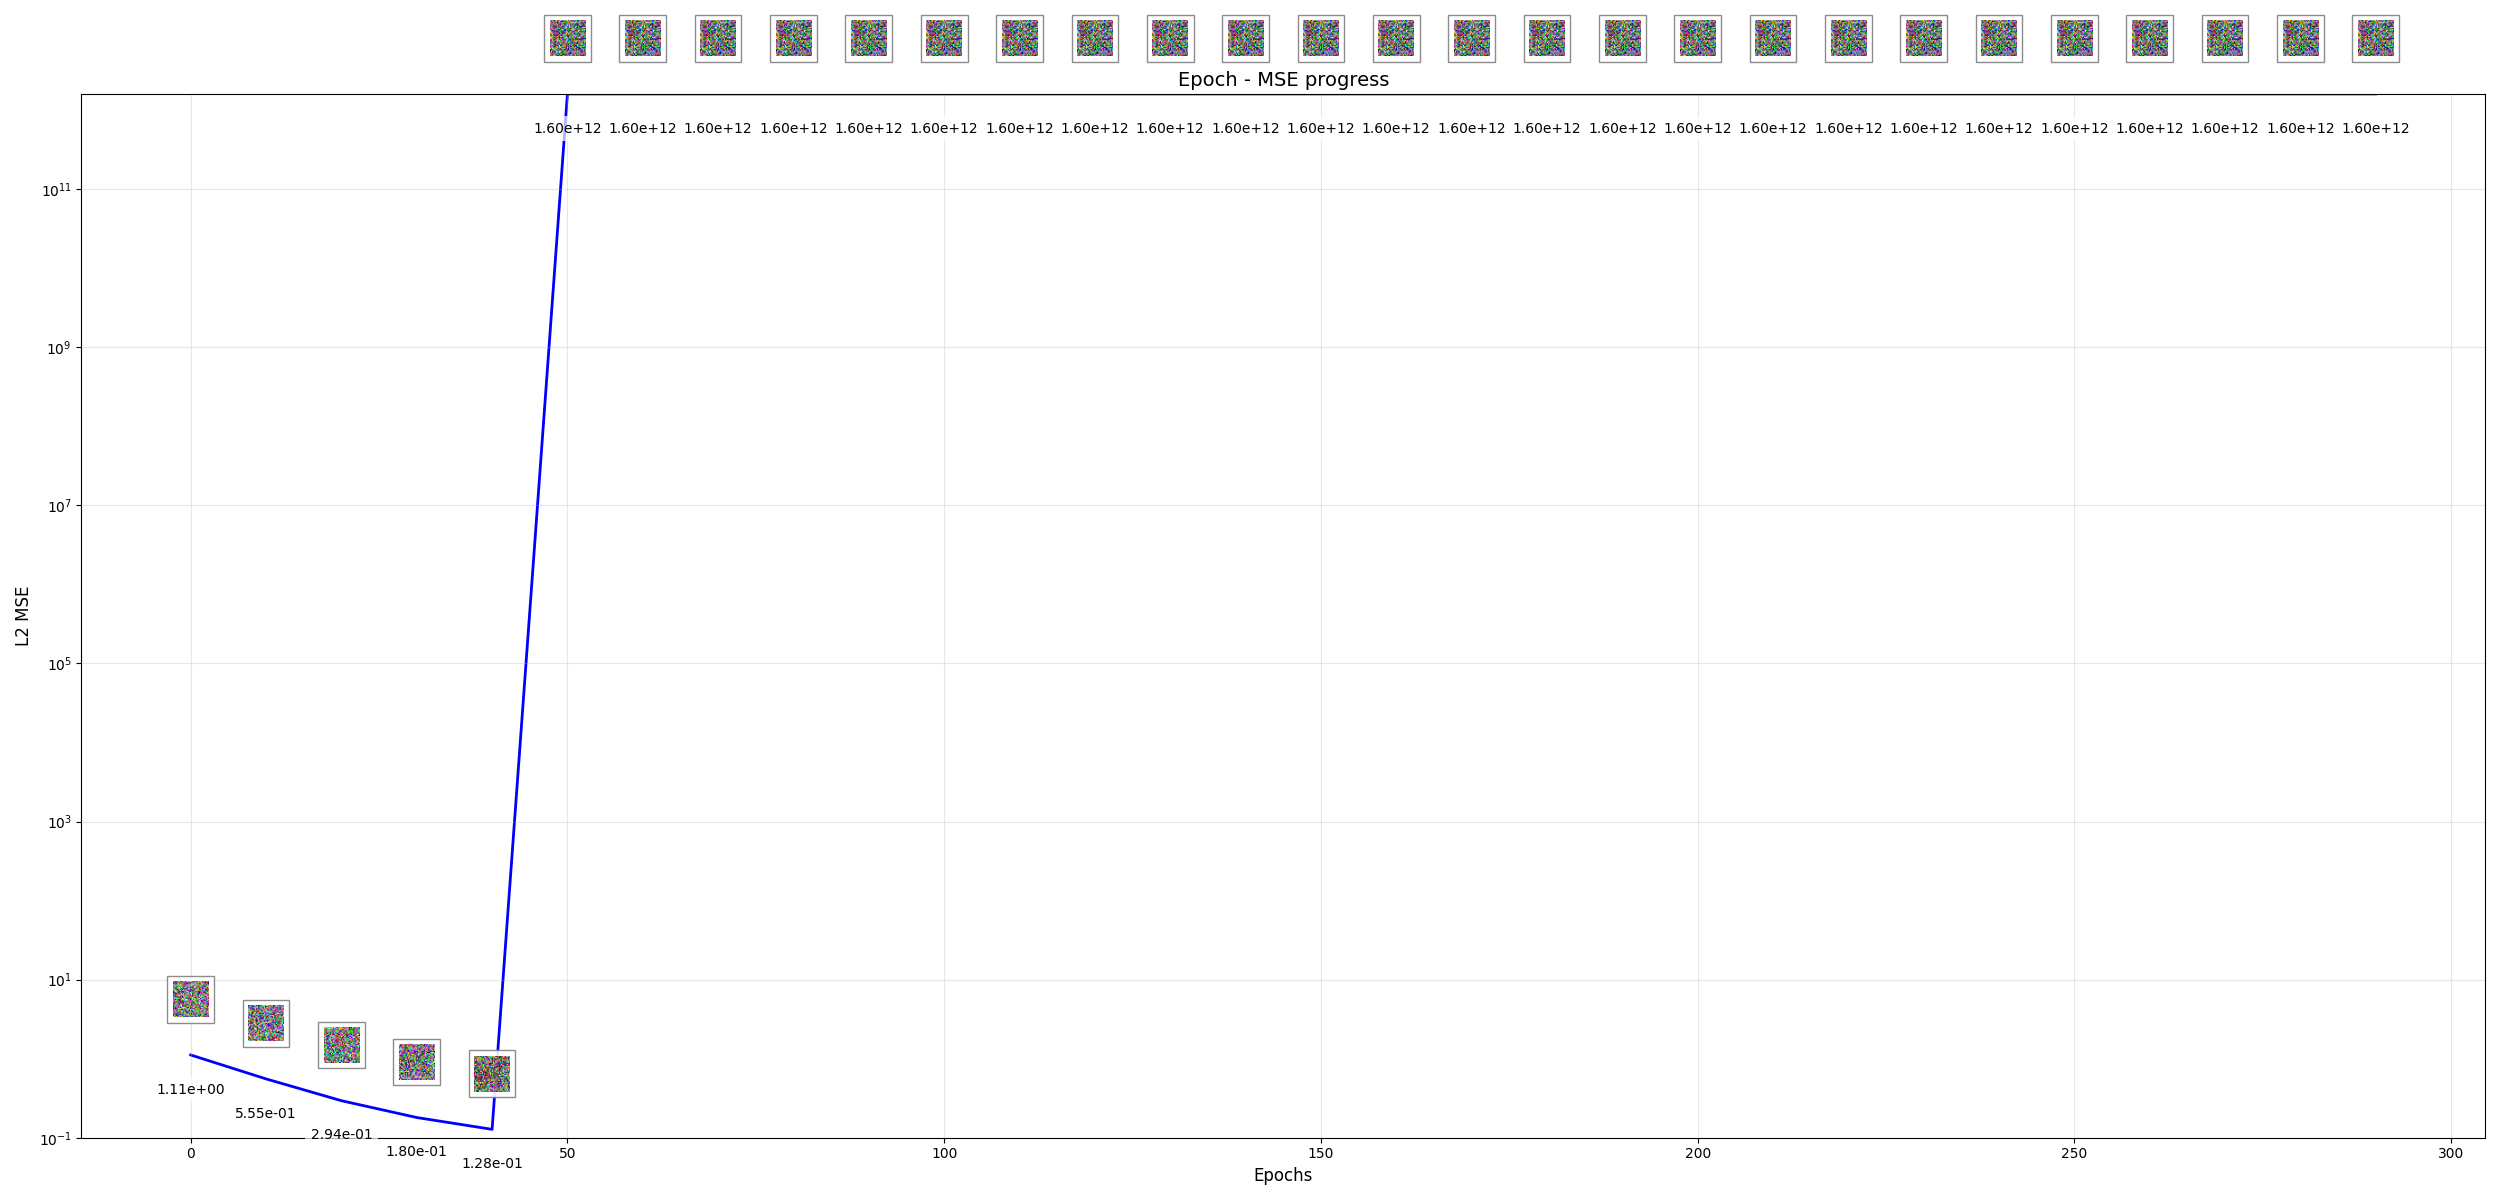 Epoch - MSE progress
1.60e+12 1.60e+12 1.60e+12 1.60e+12 1.60e+12 1.60e+12 1.60e+12 1.60e+12 1.60e+12 1.60e+12 1.60e+12 1.60e+12 1.60e+12 1.60e+12 1.60e+12 1.60e+12 1.60e+12 1.60e+12 1.60e+12 1.60e+12 1.60e+12 1.60e+12 1.60e+12 1.60e+12 1.60e+12
10¹¹
10⁹
10⁷
10⁵
10³
10¹
10⁻¹
L2 MSE
1.11e+00
5.55e-01
2.94e-01
1.80e-01
1.28e-01
0 50 100 150 200 250 300
Epochs